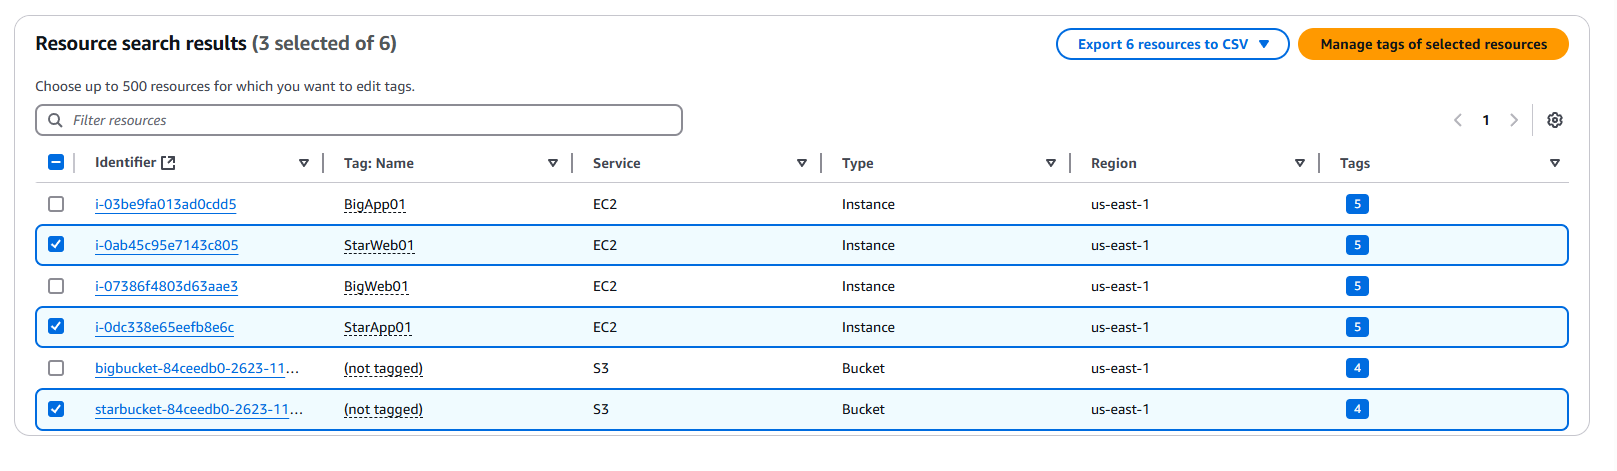 Resource search results (3 selected of 6)
Export 6 resources to CSV
Manage tags of selected resources
Choose up to 500 resources for which you want to edit tags.
Filter resources
1
Identifier Tag: Name Service Type Region Tags
i-03be9fa013ad0cdd5 BigApp01 EC2 Instance us-east-1 5
i-0ab45c95e7143c805 StarWeb01 EC2 Instance us-east-1 5
i-07386f4803d63aae3 BigWeb01 EC2 Instance us-east-1 5
i-0dc338e65eefb8e6c StarApp01 EC2 Instance us-east-1 5
bigbucket-84ceedb0-2623-11... (not tagged) S3 Bucket us-east-1 4
starbucket-84ceedb0-2623-11... (not tagged) S3 Bucket us-east-1 4